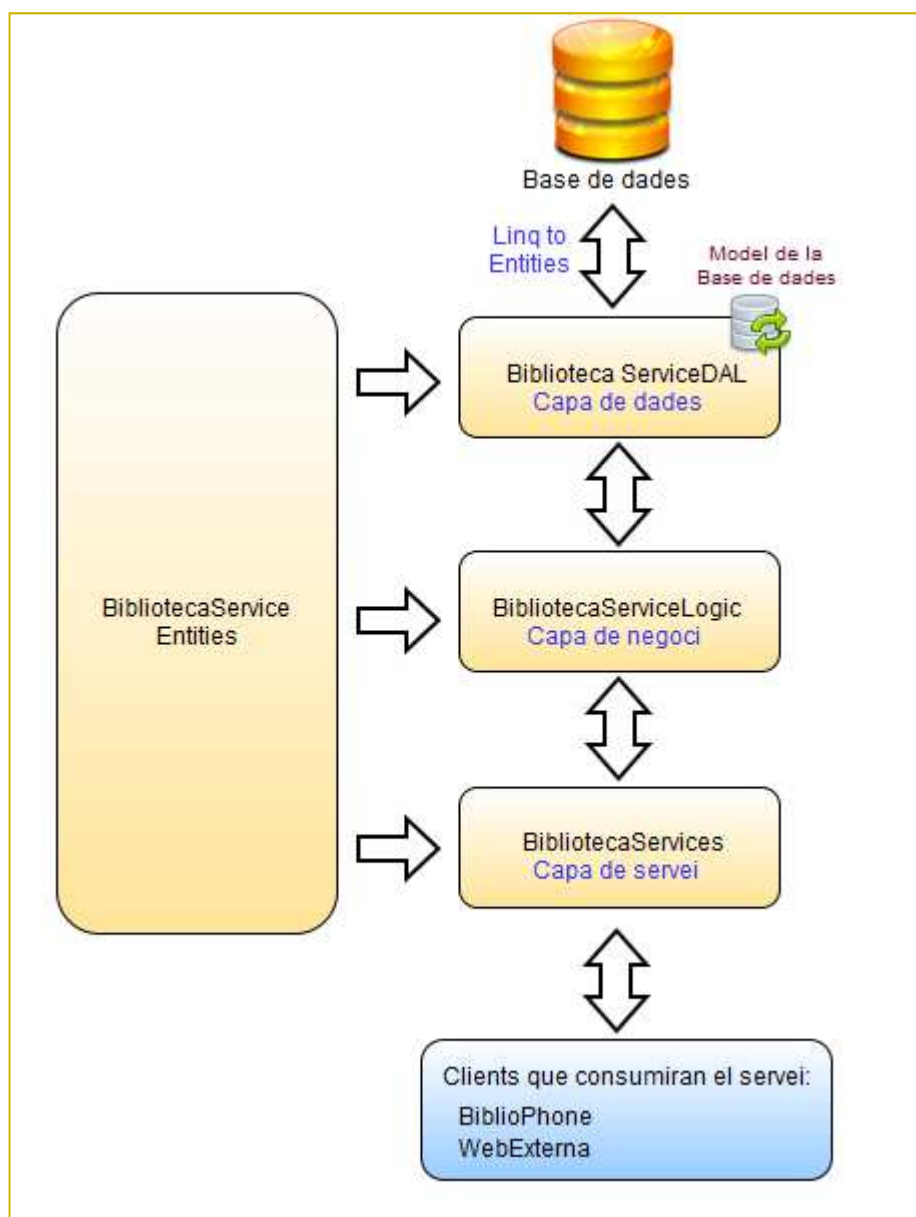 Base de dades
Linq to
Entities
Model de la
Base de dades
Biblioteca ServiceDAL
Capa de dades
BibliotecaService
Entities
BibliotecaServiceLogic
Capa de negoci
BibliotecaServices
Capa de servei
Clients que consumiran el servei:
BiblioPhone
WebExterna